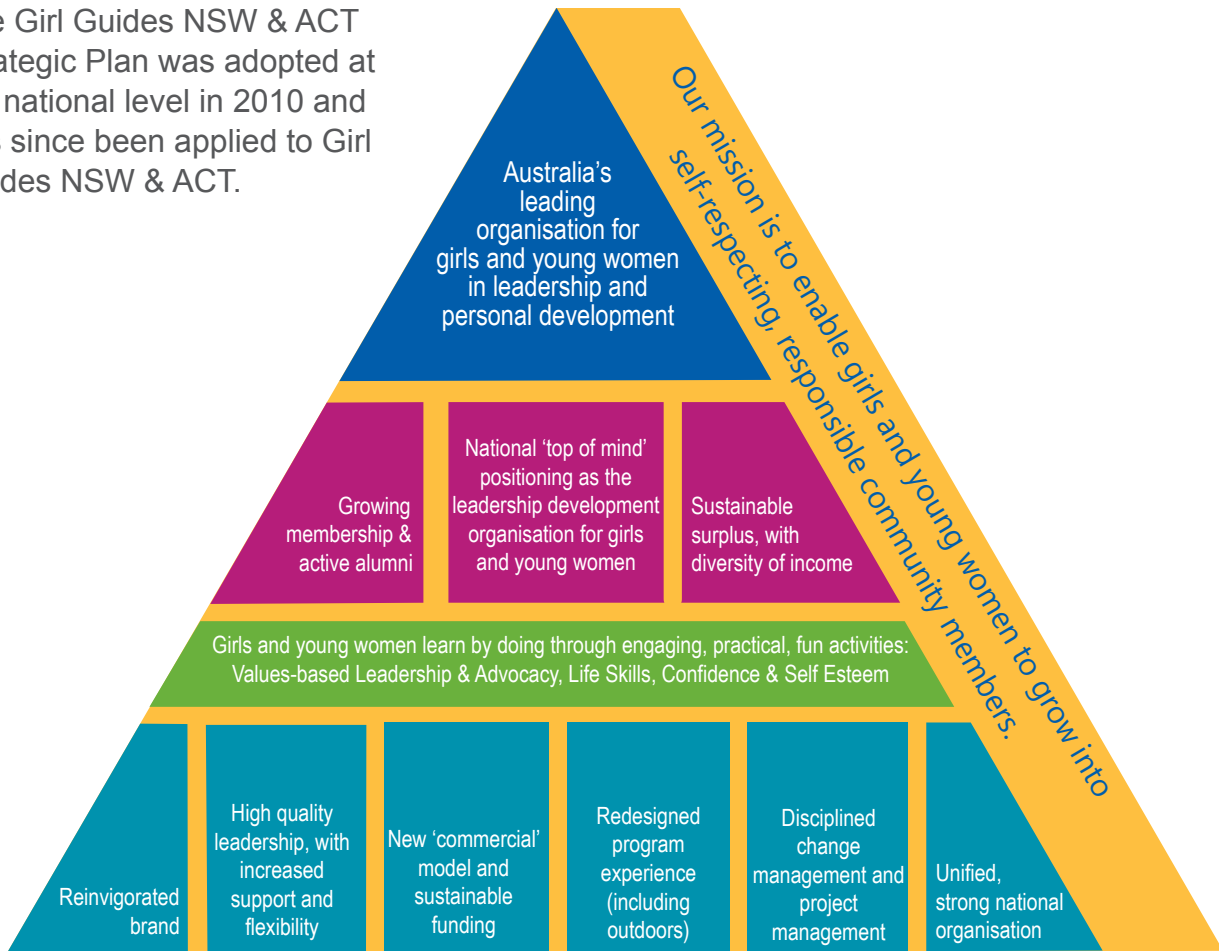 e Girl Guides NSW & ACT
ategic Plan was adopted at
national level in 2010 and
s since been applied to Girl
ides NSW & ACT.
Our mission is to enable girls and young women to grow into
self-respecting, responsible community members.
Australia’s
leading
organisation for
girls and young women
in leadership and
personal development
Growing
membership &
active alumni
National ‘top of mind’
positioning as the
leadership development
organisation for girls
and young women
Sustainable
surplus, with
diversity of income
Girls and young women learn by doing through engaging, practical, fun activities:
Values-based Leadership & Advocacy, Life Skills, Confidence & Self Esteem
Reinvigorated
brand
High quality
leadership, with
increased
support and
flexibility
New ‘commercial’
model and
sustainable
funding
Redesigned
program
experience
(including
outdoors)
Disciplined
change
management and
project
management
Unified,
strong national
organisation